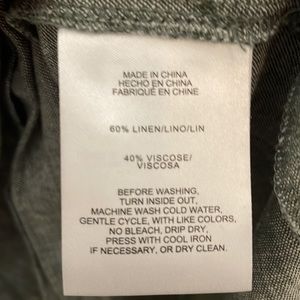 MADE IN CHINA
HECHO EN CHINA
FABRIQUÉ EN CHINE
60% LINEN/LINO/LIN
40% VISCOSE/
VISCOSA
BEFORE WASHING,
TURN INSIDE OUT,
MACHINE WASH COLD WATER,
GENTLE CYCLE, WITH LIKE COLORS,
NO BLEACH, DRIP DRY,
PRESS WITH COOL IRON
IF NECESSARY, OR DRY CLEAN.